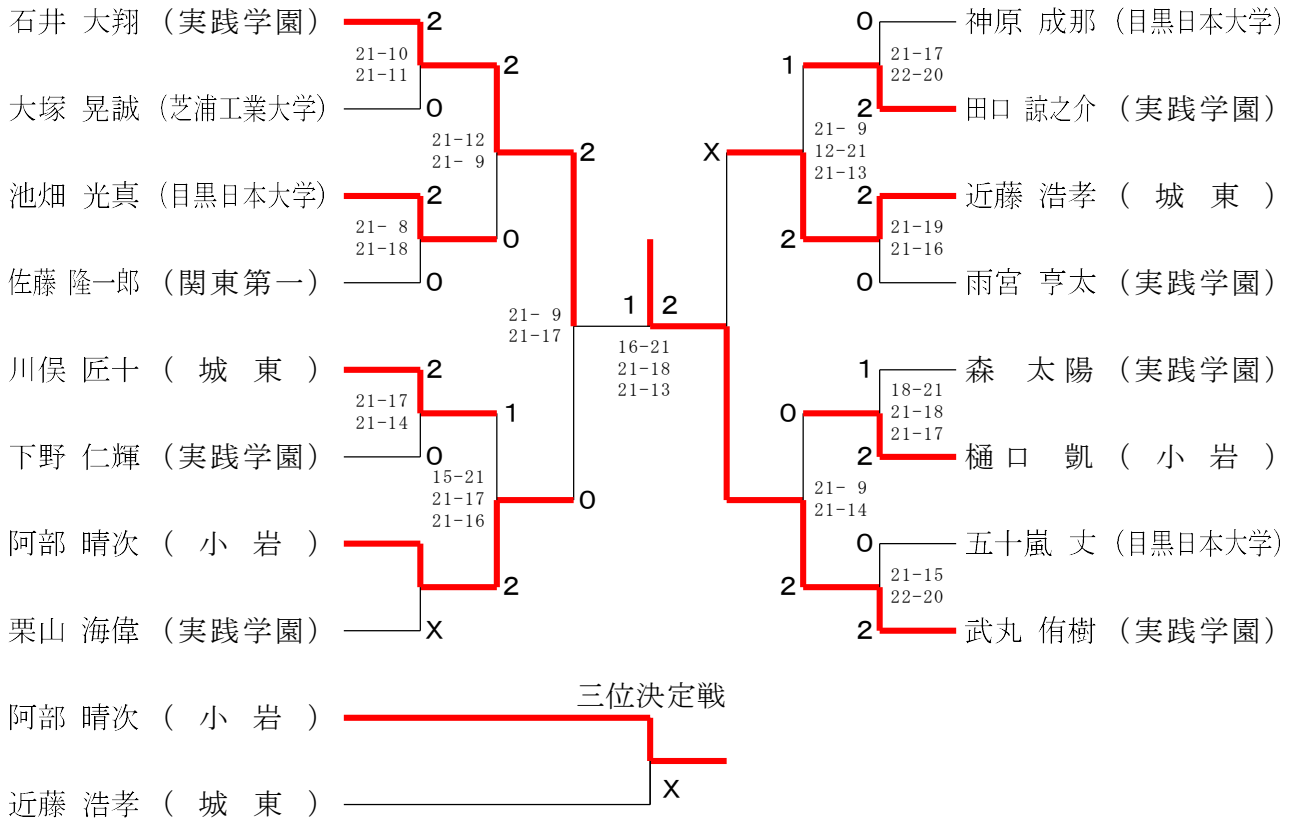 石井 大翔 (実践学園) 2
21-10
21-11
2
大塚 晃誠 (芝浦工業大学) 0
21-12
21- 9
2
池畑 光真 (目黒日本大学) 2
21- 8
21-18
0
佐藤 隆一郎 (関東第一) 0
21- 9
21-17
1
川俣 匠十 ( 城 東 ) 2
21-17
21-14
1
下野 仁輝 (実践学園) 0
15-21
21-17
21-16
0
阿部 晴次 ( 小 岩 )
2
栗山 海偉 (実践学園) X
16-21
21-18
21-13
0 神原 成那 (目黒日本大学)
21-17
22-20
1
2 田口 諒之介 (実践学園)
21- 9
12-21
21-13
X
2 近藤 浩孝 ( 城 東 )
21-19
21-16
2
0 雨宮 亨太 (実践学園)
2
1 森 太陽 (実践学園)
18-21
21-18
21-17
0
2 樋口 凱 ( 小 岩 )
21- 9
21-14
0 五十嵐 丈 (目黒日本大学)
21-15
22-20
2
2 武丸 侑樹 (実践学園)
三位決定戦
阿部 晴次 ( 小 岩 )
近藤 浩孝 ( 城 東 ) X